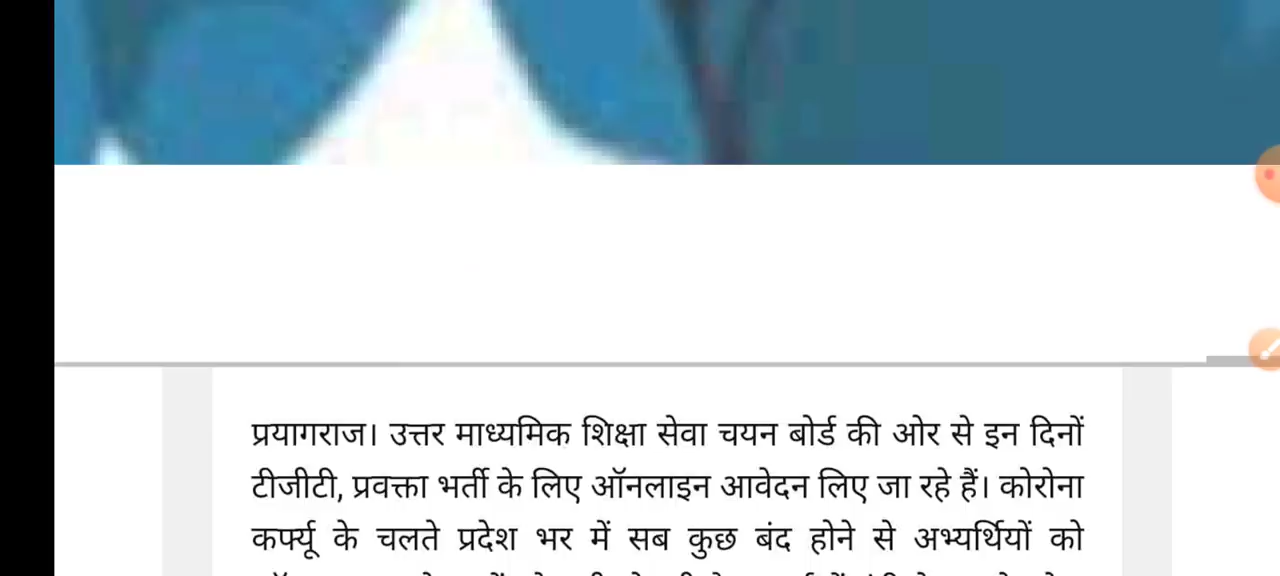 प्रयागराज। उत्तर माध्यमिक शिक्षा सेवा चयन बोर्ड की ओर से इन दिनों
टीजीटी, प्रवक्ता भर्ती के लिए ऑनलाइन आवेदन लिए जा रहे हैं। कोरोना
कर्फ्यू के चलते प्रदेश भर में सब कुछ बंद होने से अभ्यर्थियों को